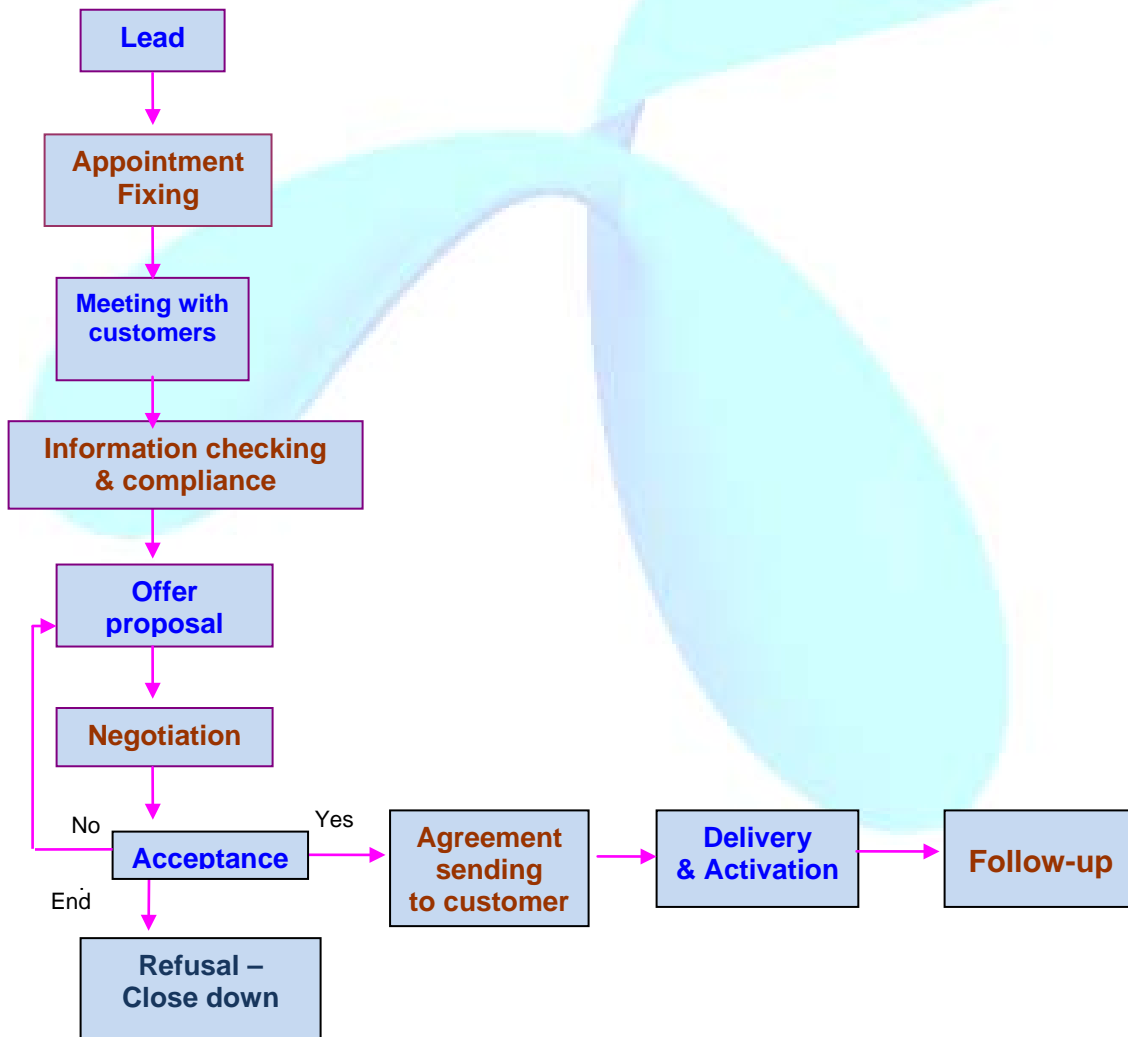 Lead
Appointment
Fixing
Meeting with
customers
Information checking
& compliance
Offer
proposal
Negotiation
No
Acceptance
Yes
End
Agreement
sending
to customer
Delivery
& Activation
Follow-up
Refusal –
Close down